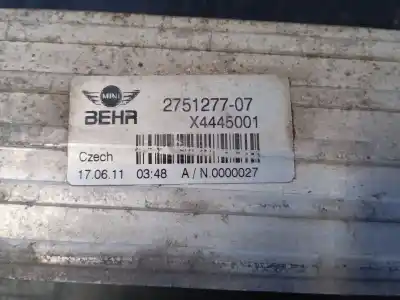 MINI
BEHR
2751277-07
X4445001
Czech
17.06.11 03:48 A/N.0000027